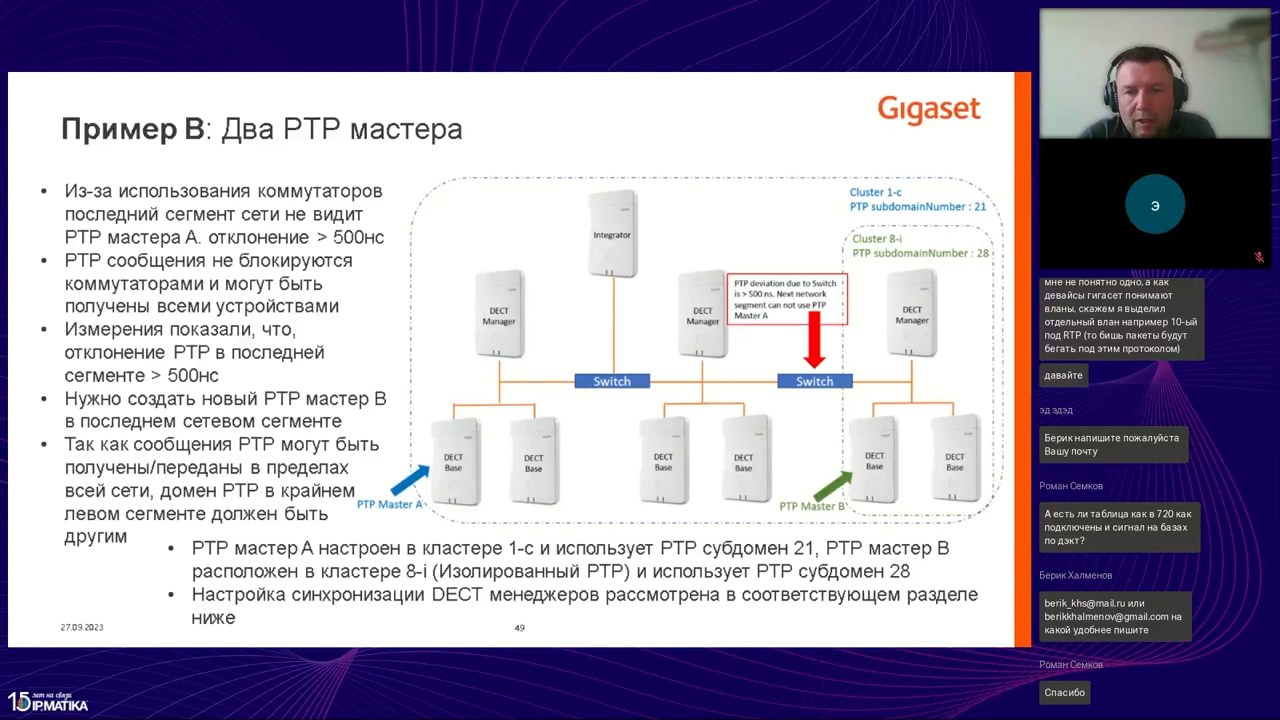 Пример B: Два PTP мастера
Gigaset
• Из-за использования коммутаторов
последний сегмент сети не видит
PTP мастера А. отклонение > 500нс
• PTP сообщения не блокируются
коммутаторами и могут быть
получены всеми устройствами
• Измерения показали, что,
отклонение PTP в последней
сегменте > 500нс
• Нужно создать новый PTP мастер B
в последнем сетевом сегменте
• Так как сообщения PTP могут быть
получены/переданы в пределах
всей сети, домен PTP в крайнем
левом сегменте должен быть
другим
Cluster 1-c
PTP subdomainNumber : 21
Cluster 8-i
PTP subdomainNumber : 28
Integrator
DECT
Manager
DECT
Manager
PTP deviation due to Switch
is > 500 ns. Next network
segment can not use PTP
Master A
DECT
Manager
Switch
Switch
DECT
Base
DECT
Base
DECT
Base
DECT
Base
DECT
Base
DECT
Base
PTP Master A
PTP Master B
• PTP мастер A настроен в кластере 1-с и использует PTP субдомен 21, PTP мастер B
расположен в кластере 8-i (Изолированный PTP) и использует PTP субдомен 28
• Настройка синхронизации DECT менеджеров рассмотрена в соответствующем разделе
ниже
27.09.2023
49
15 лет на связи
IPMATIKA
э
мне не понятно одно, а как
девайсы гигасет понимают
вланы, скажем я выделил
отдельный влан например 10-ый
под RTP (то бишь пакеты будут
бегать под этим протоколом)
давайте
эд эдэд
Берик напишите пожалуйста
Вашу почту
Роман Семков
А есть ли таблица как в 720 как
подключены и сигнал на базах
по дэкт?
Берик Халменов
berik_khs@mail.ru или
berikkhalmenov@gmail.com на
какой удобнее пишите
Роман Семков
Спасибо